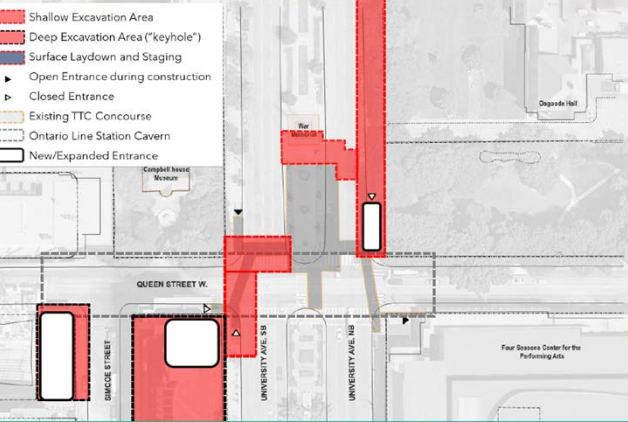 Shallow Excavation Area
Deep Excavation Area ("keyhole")
Surface Laydown and Staging
Open Entrance during construction
Closed Entrance
Existing TTC Concourse
Ontario Line Station Cavern
New/Expanded Entrance
Osgoode Hall
War
Memorial
Campbell house
Museum
QUEEN STREET W.
SIMCOE STREET
UNIVERSITY AVE. SB
UNIVERSITY AVE. NB
Four Seasons Center for the
Performing Arts